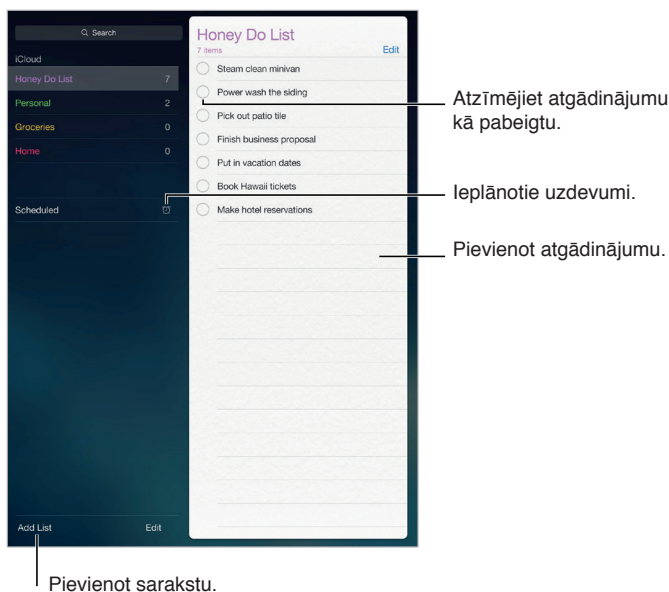 Search
iCloud
Honey Do List 7
Personal 2
Groceries 0
Home 0
Scheduled
Add List Edit
Honey Do List
7 items Edit
Steam clean minivan
Power wash the siding
Pick out patio tile
Finish business proposal
Put in vacation dates
Book Hawaii tickets
Make hotel reservations
Atzīmējiet atgādinājumu
kā pabeigtu.
Ieplānotie uzdevumi.
Pievienot atgādinājumu.
Pievienot sarakstu.